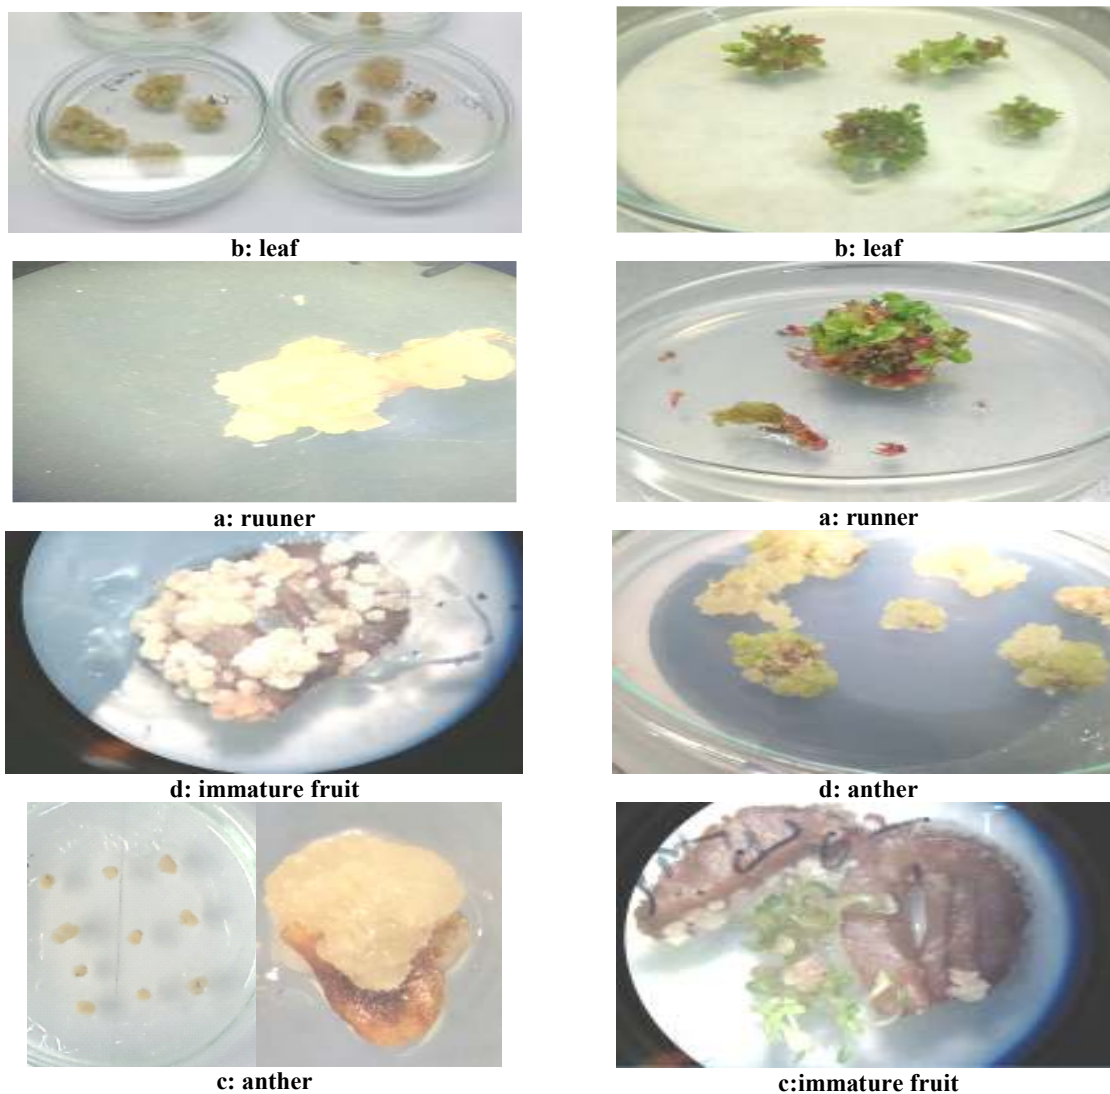 b: leaf
b: leaf
a: ruuner
a: runner
d: immature fruit
d: anther
c: anther
c:immature fruit